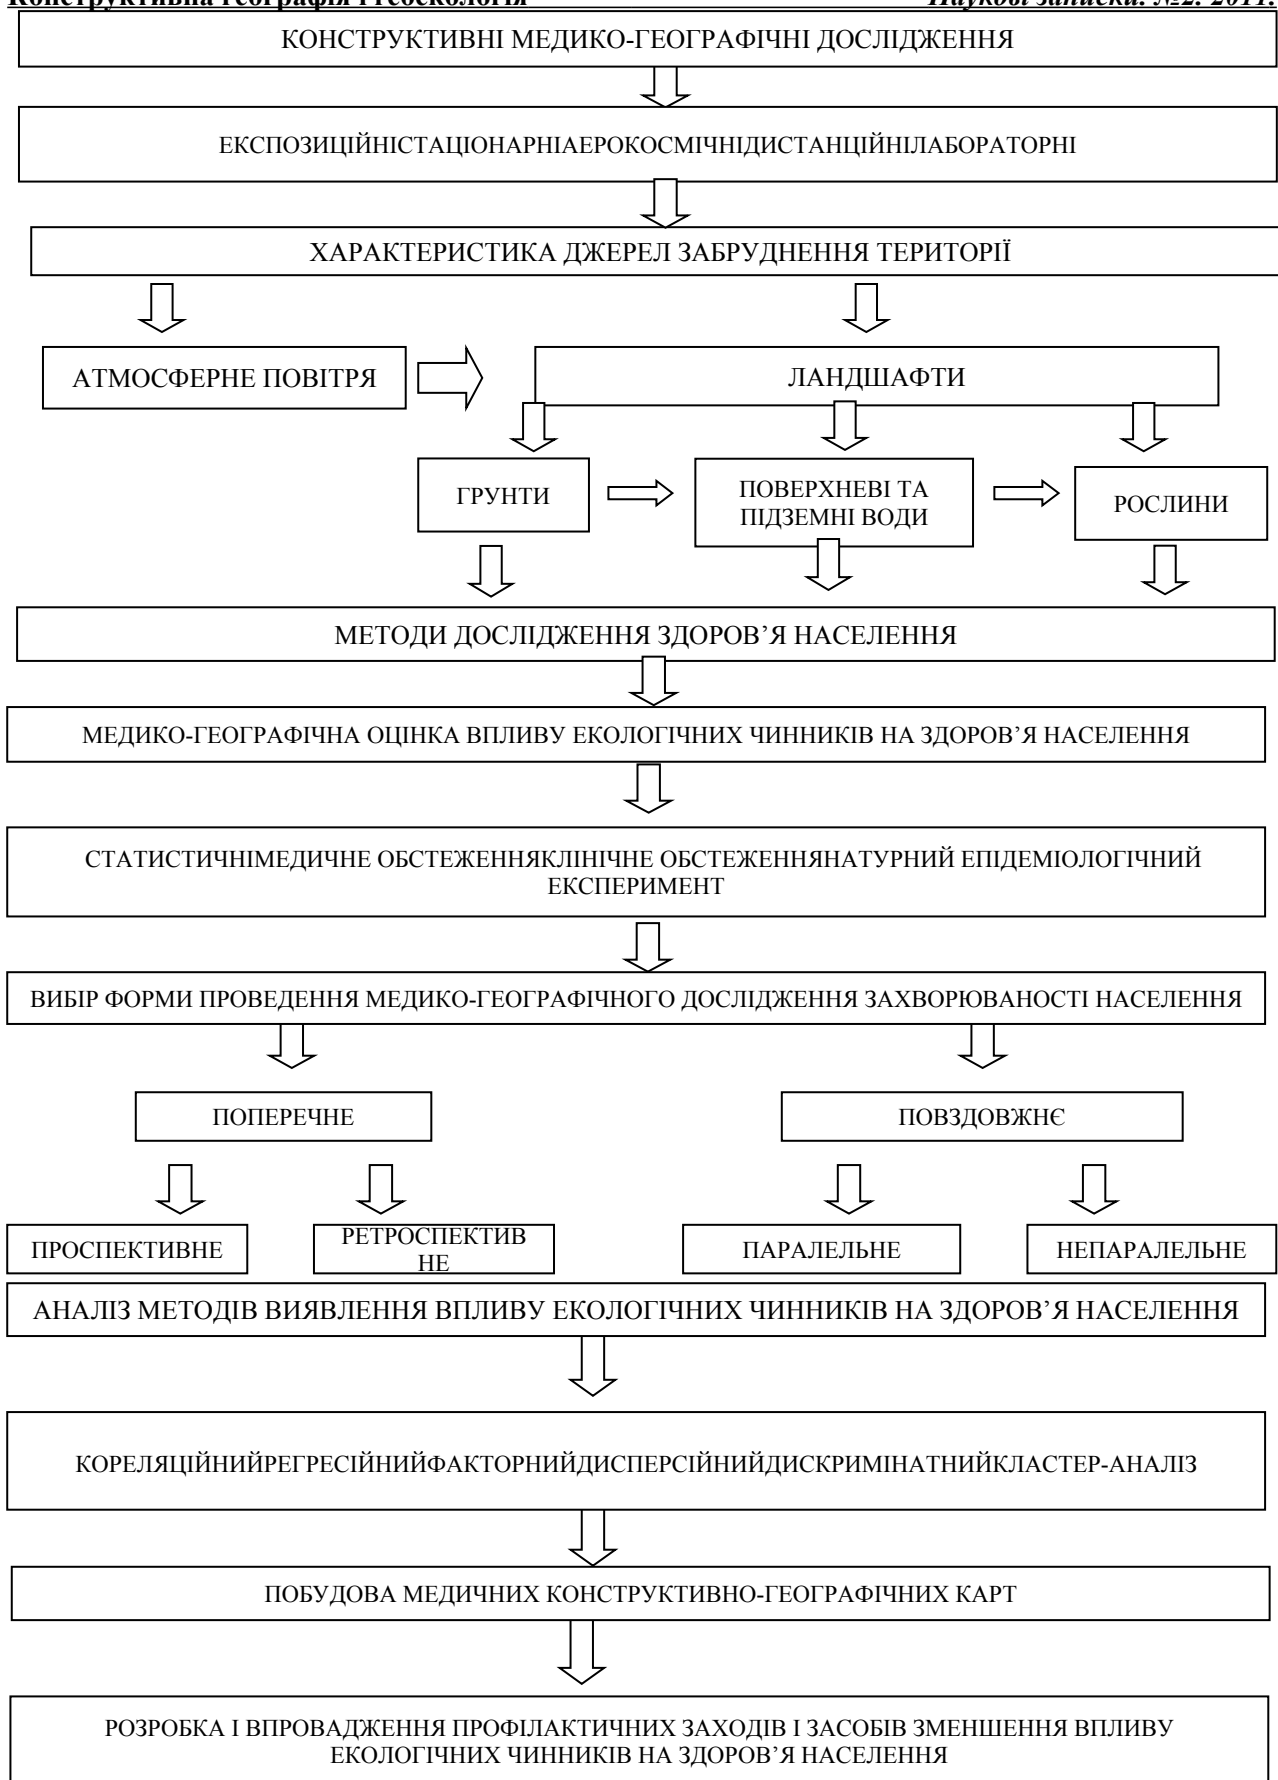 Конструктивна географія і геоекологія Наукові записки. №2. 2011.
КОНСТРУКТИВНІ МЕДИКО-ГЕОГРАФІЧНІ ДОСЛІДЖЕННЯ
ЕКСПОЗИЦІЙНІСТАЦІОНАРНІАЕРОКОСМІЧНІДИСТАНЦІЙНІЛАБОРАТОРНІ
ХАРАКТЕРИСТИКА ДЖЕРЕЛ ЗАБРУДНЕННЯ ТЕРИТОРІЇ
АТМОСФЕРНЕ ПОВІТРЯ
ЛАНДШАФТИ
ГРУНТИ
ПОВЕРХНЕВІ ТА
ПІДЗЕМНІ ВОДИ
РОСЛИНИ
МЕТОДИ ДОСЛІДЖЕННЯ ЗДОРОВ’Я НАСЕЛЕННЯ
МЕДИКО-ГЕОГРАФІЧНА ОЦІНКА ВПЛИВУ ЕКОЛОГІЧНИХ ЧИННИКІВ НА ЗДОРОВ’Я НАСЕЛЕННЯ
СТАТИСТИЧНІМЕДИЧНЕ ОБСТЕЖЕННЯКЛІНІЧНЕ ОБСТЕЖЕННЯНАТУРНИЙ ЕПІДЕМІОЛОГІЧНИЙ
ЕКСПЕРИМЕНТ
ВИБІР ФОРМИ ПРОВЕДЕННЯ МЕДИКО-ГЕОГРАФІЧНОГО ДОСЛІДЖЕННЯ ЗАХВОРЮВАНОСТІ НАСЕЛЕННЯ
ПОПЕРЕЧНЕ
ПОВЗДОВЖНЄ
ПРОСПЕКТИВНЕ
РЕТРОСПЕКТИВ
НЕ
ПАРАЛЕЛЬНЕ
НЕПАРАЛЕЛЬНЕ
АНАЛІЗ МЕТОДІВ ВИЯВЛЕННЯ ВПЛИВУ ЕКОЛОГІЧНИХ ЧИННИКІВ НА ЗДОРОВ’Я НАСЕЛЕННЯ
КОРЕЛЯЦІЙНИЙРЕГРЕСІЙНИЙФАКТОРНИЙДИСПЕРСІЙНИЙДИСКРИМІНАТНИЙКЛАСТЕР-АНАЛІЗ
ПОБУДОВА МЕДИЧНИХ КОНСТРУКТИВНО-ГЕОГРАФІЧНИХ КАРТ
РОЗРОБКА І ВПРОВАДЖЕННЯ ПРОФІЛАКТИЧНИХ ЗАХОДІВ І ЗАСОБІВ ЗМЕНШЕННЯ ВПЛИВУ
ЕКОЛОГІЧНИХ ЧИННИКІВ НА ЗДОРОВ’Я НАСЕЛЕННЯ